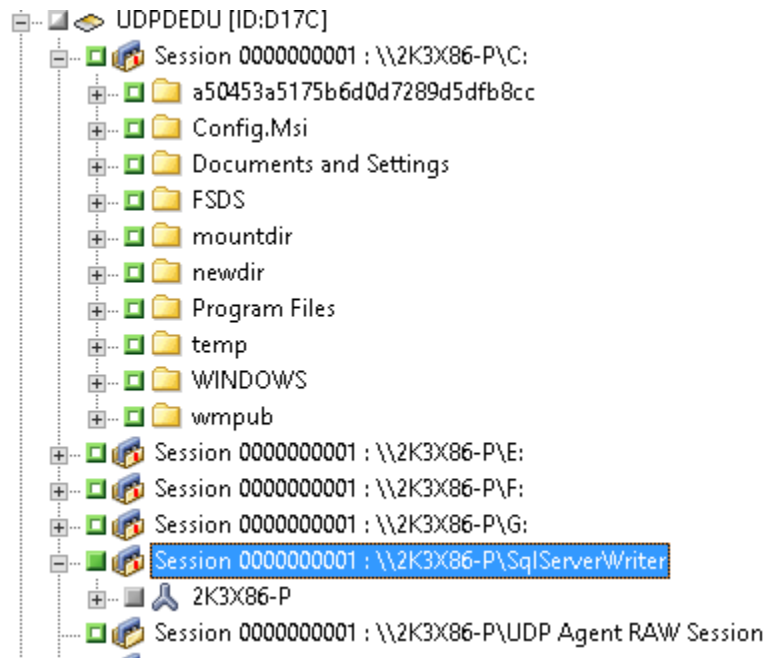 UDPDEDU [ID:D17C]
Session 0000000001 : \\2K3X86-P\C:
a50453a5175b6d0d7289d5dfb8cc
Config.Msi
Documents and Settings
FSDS
mountdir
newdir
Program Files
temp
WINDOWS
wmpub
Session 0000000001 : \\2K3X86-P\E:
Session 0000000001 : \\2K3X86-P\F:
Session 0000000001 : \\2K3X86-P\G:
Session 0000000001 : \\2K3X86-P\SqlServerWriter
2K3X86-P
Session 0000000001 : \\2K3X86-P\UDP Agent RAW Session